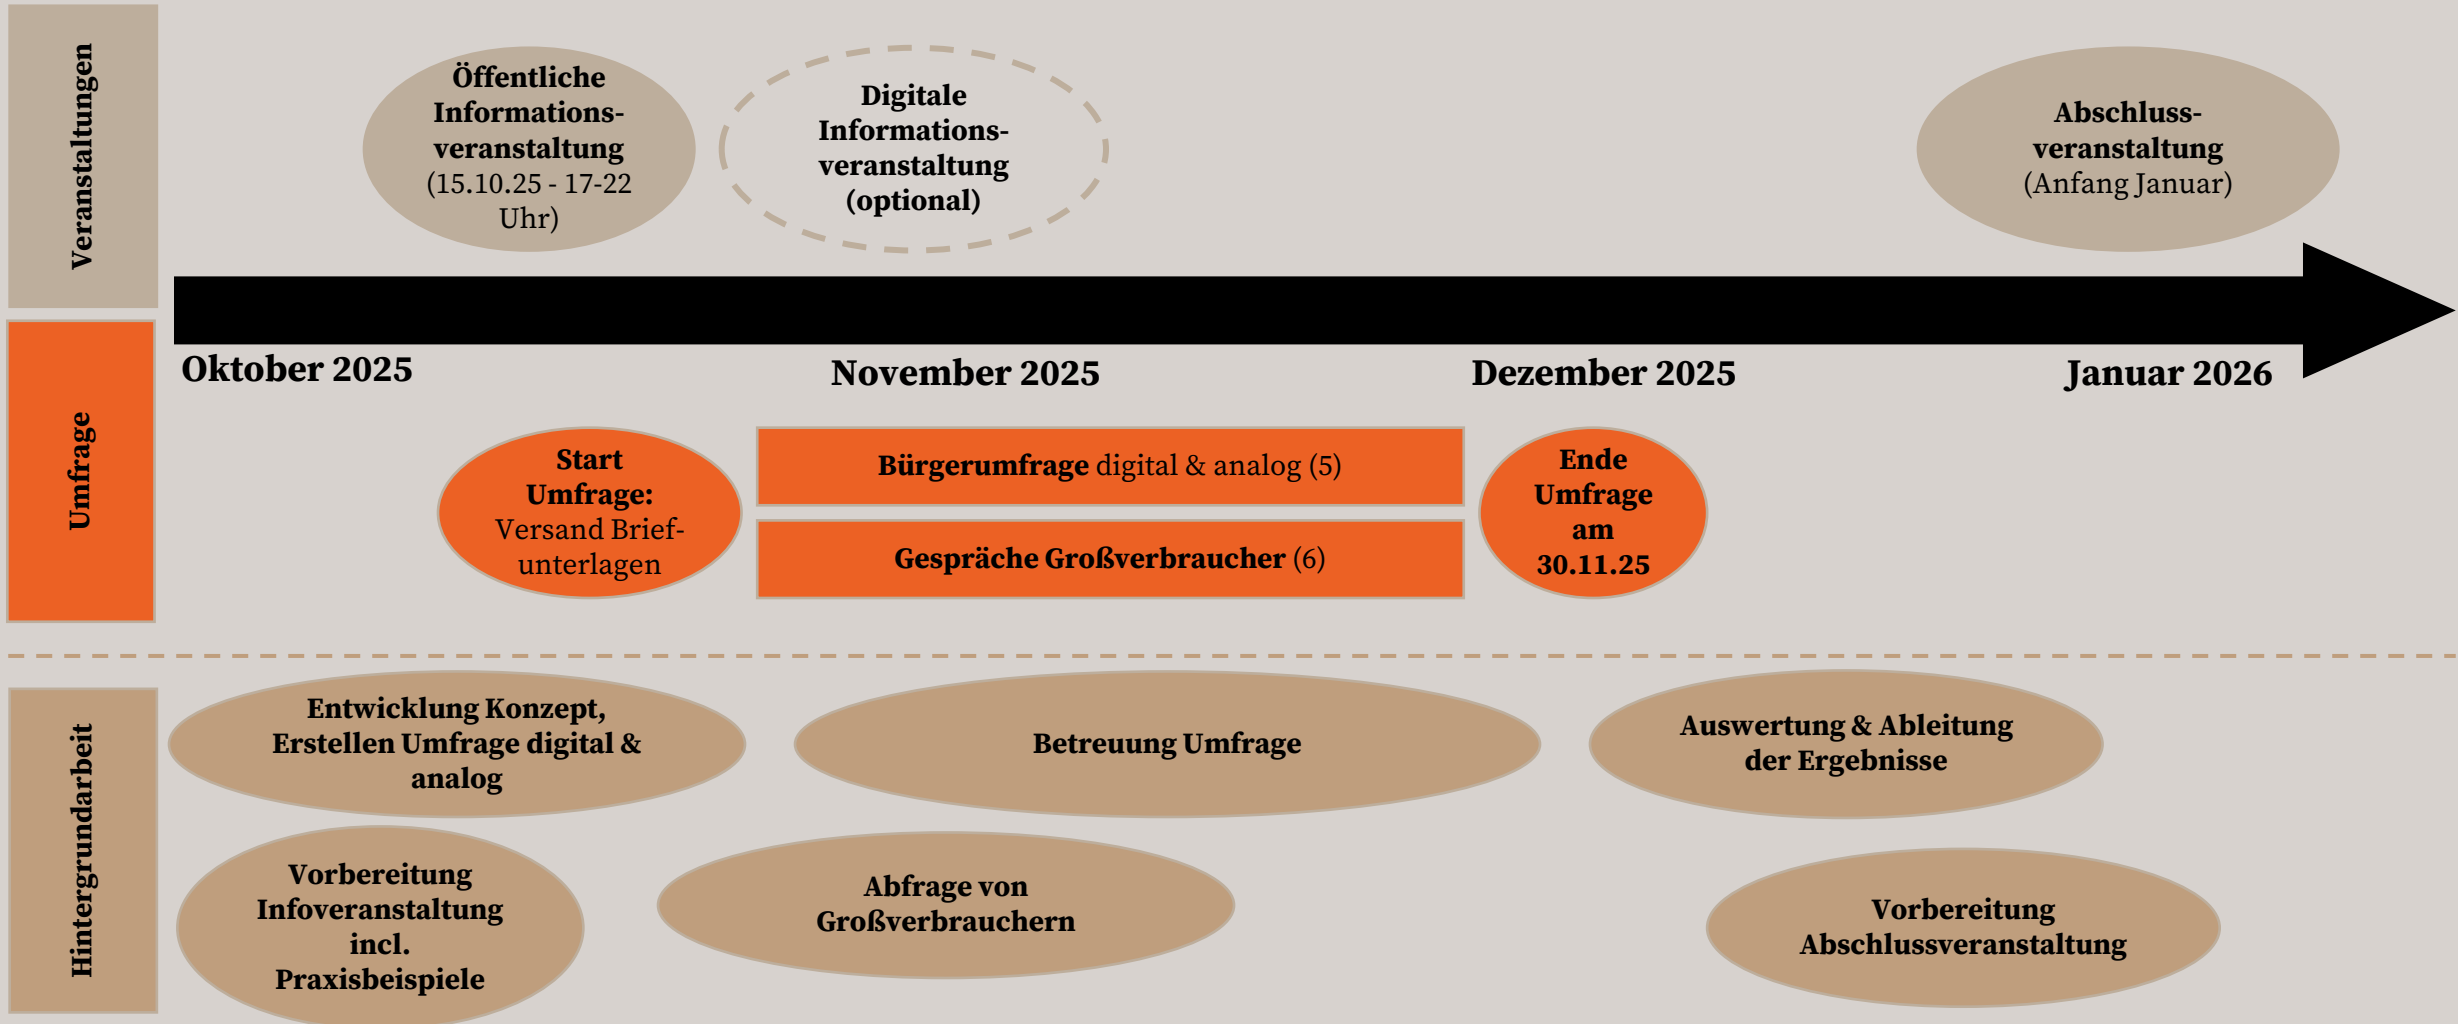 Veranstaltungen
Öffentliche
Informations-
veranstaltung
(15.10.25 - 17-22
Uhr)
Digitale
Informations-
veranstaltung
(optional)
Abschluss-
veranstaltung
(Anfang Januar)
Oktober 2025
November 2025
Dezember 2025
Januar 2026
Umfrage
Start
Umfrage:
Versand Brief-
unterlagen
Bürgerumfrage digital & analog (5)
Gespräche Großverbraucher (6)
Ende
Umfrage
am
30.11.25
Hintergrundarbeit
Entwicklung Konzept,
Erstellen Umfrage digital &
analog
Betreuung Umfrage
Auswertung & Ableitung
der Ergebnisse
Vorbereitung
Infoveranstaltung
incl.
Praxisbeispiele
Abfrage von
Großverbrauchern
Vorbereitung
Abschlussveranstaltung